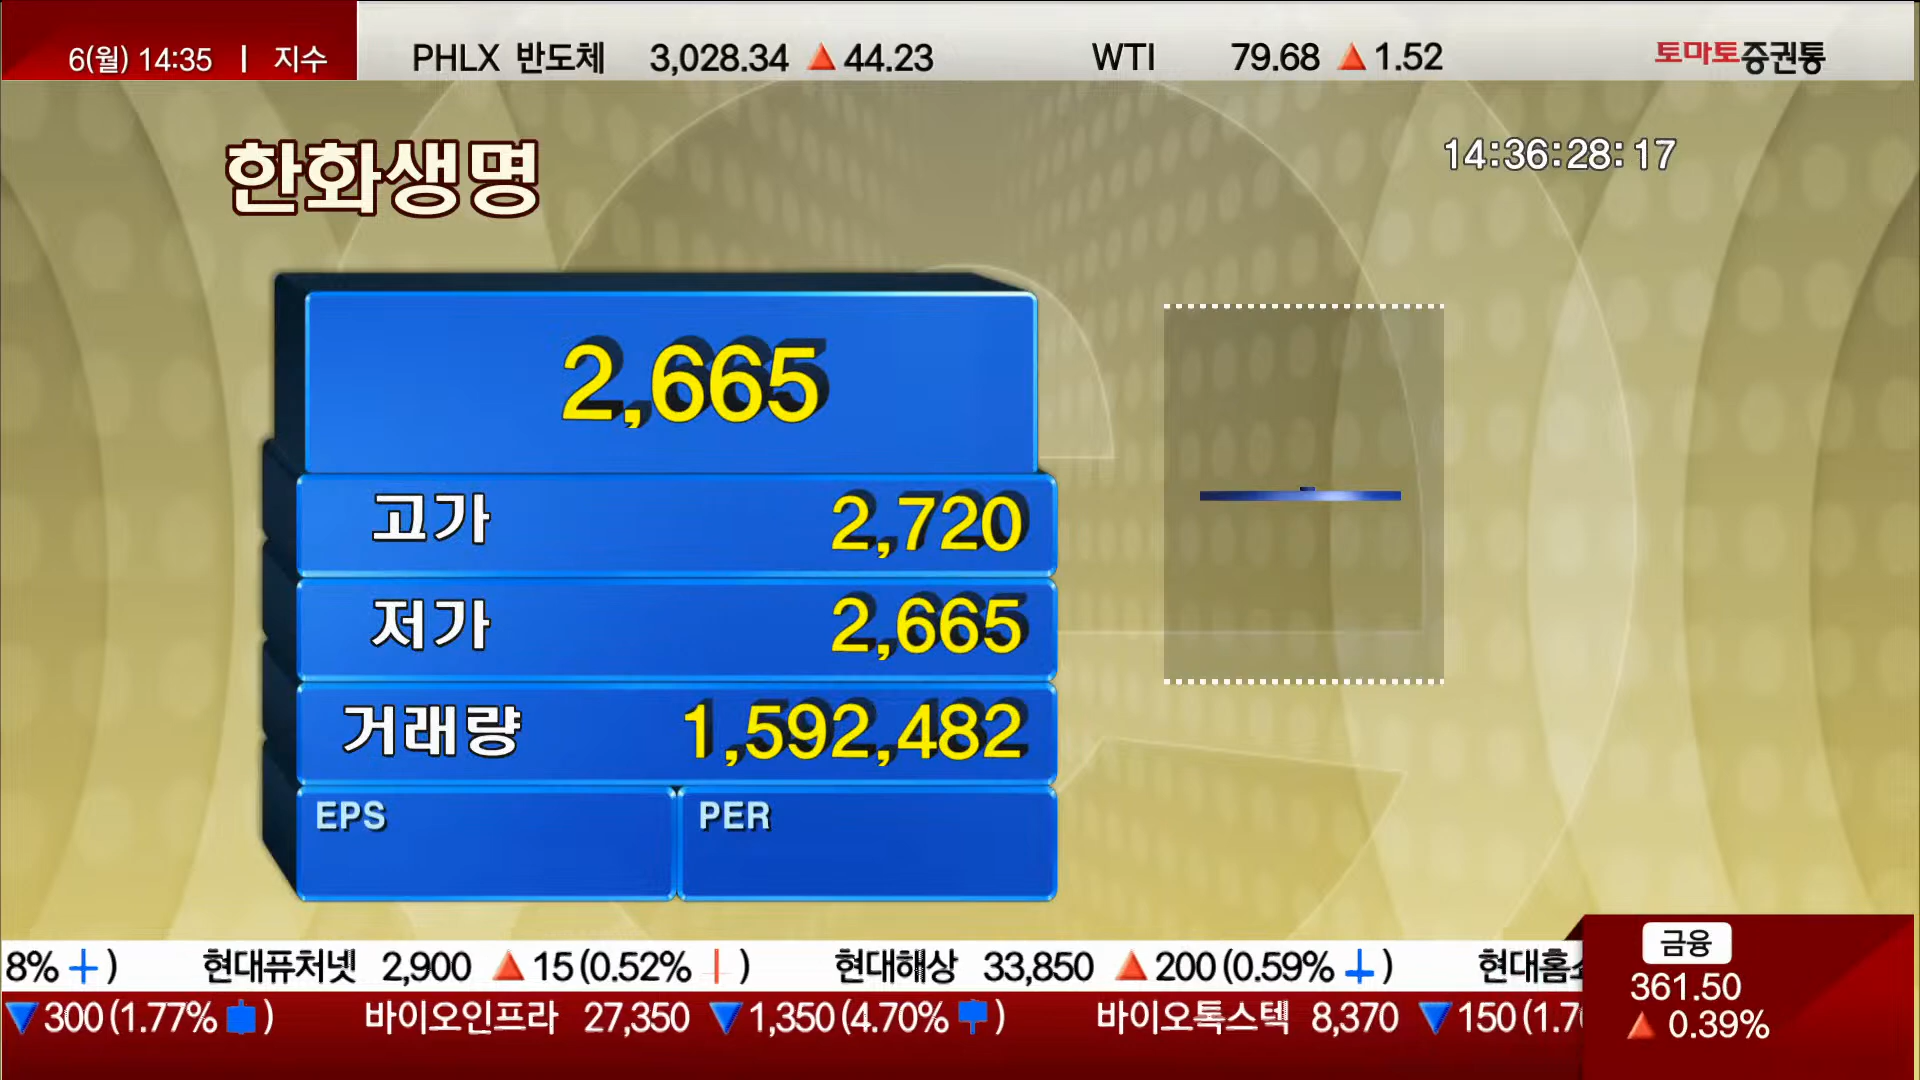 6(월) 14:35 | 지수 PHLX 반도체 3,028.34 ▲ 44.23 WTI 79.68 ▲ 1.52 토마토증권통
한화생명
14:36:28:17
2,665
고가 2,720
저가 2,665
거래량 1,592,482
EPS PER
8% ) 현대퓨처넷 2,900 ▲ 15(0.52% ) 현대해상 33,850 ▲ 200(0.59% )
▼ 300(1.77% ) 바이오인프라 27,350 ▼ 1,350(4.70% ) 바이오톡스텍 8,370 ▼ 150(1.7
금융
361.50
▲ 0.39%